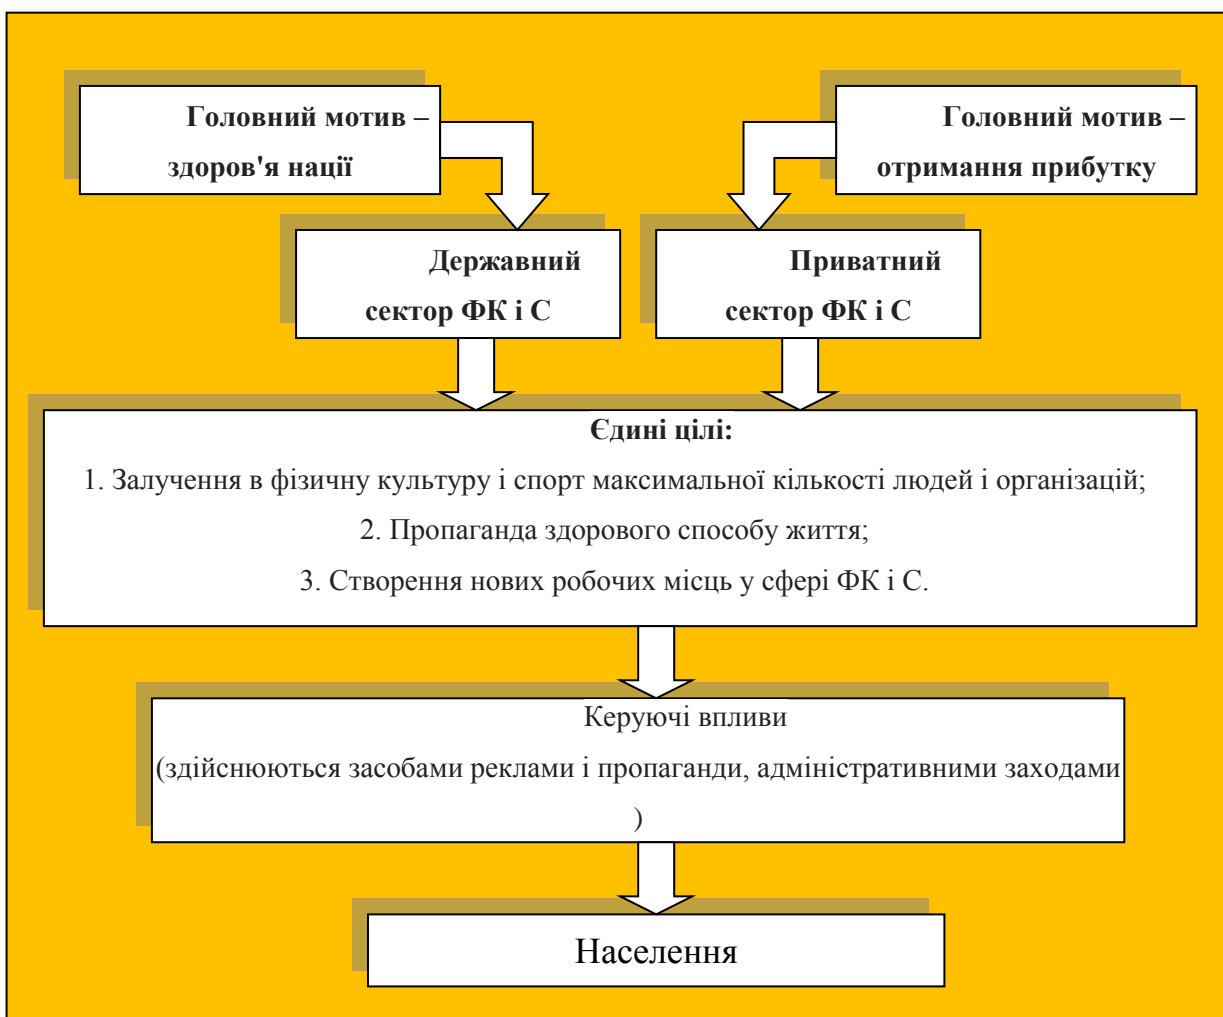 Головний мотив –
здоров'я нації
Головний мотив –
отримання прибутку
Державний
сектор ФК і С
Приватний
сектор ФК і С
Єдині цілі:
1. Залучення в фізичну культуру і спорт максимальної кількості людей і організацій;
2. Пропаганда здорового способу життя;
3. Створення нових робочих місць у сфері ФК і С.
Керуючі впливи
(здійснюються засобами реклами і пропаганди, адміністративними заходами
)
Населення